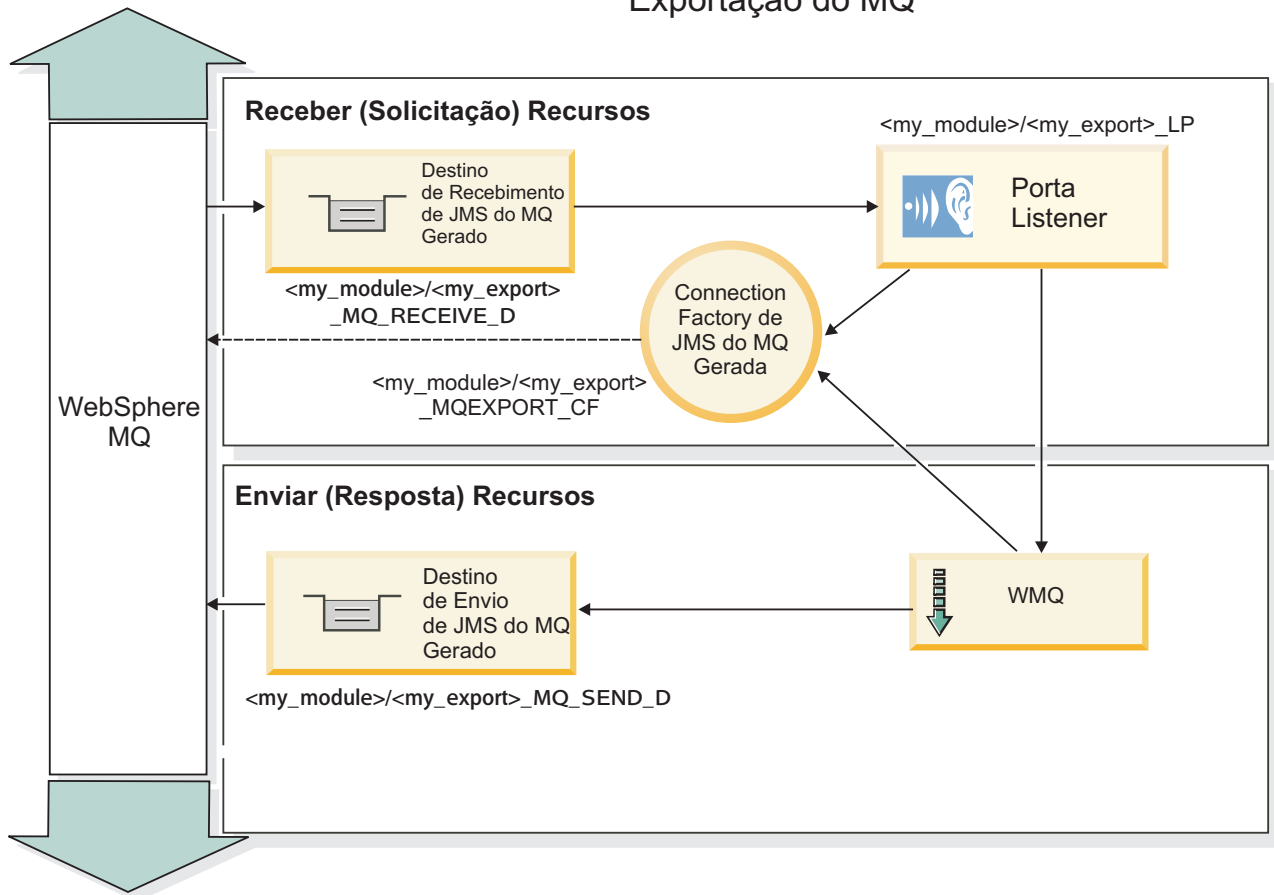 Exportação do MQ
Receber (Solicitação) Recursos
<my_module>/<my_export>_LP
Destino
de Recebimento
de JMS do MQ
Gerado
Porta
Listener
<my_module>/<my_export>
_MQ_RECEIVE_D
Connection
Factory de
JMS do MQ
Gerada
<my_module>/<my_export>
_MQEXPORT_CF
WebSphere
MQ
Enviar (Resposta) Recursos
Destino
de Envio
de JMS do MQ
Gerado
WMQ
<my_module>/<my_export>_MQ_SEND_D